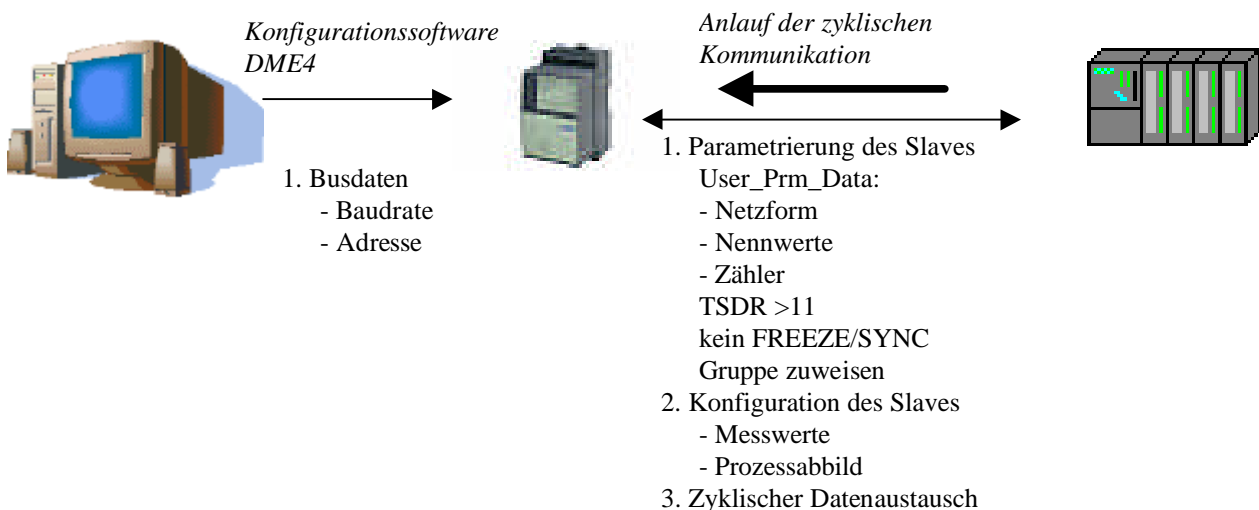 Konfigurationssoftware
DME4
1. Busdaten
- Baudrate
- Adresse
Anlauf der zyklischen
Kommunikation
1. Parametrierung des Slaves
User_Prm_Data:
- Netzform
- Nennwerte
- Zähler
TSDR >11
kein FREEZE/SYNC
Gruppe zuweisen
2. Konfiguration des Slaves
- Messwerte
- Prozessabbild
3. Zyklischer Datenaustausch